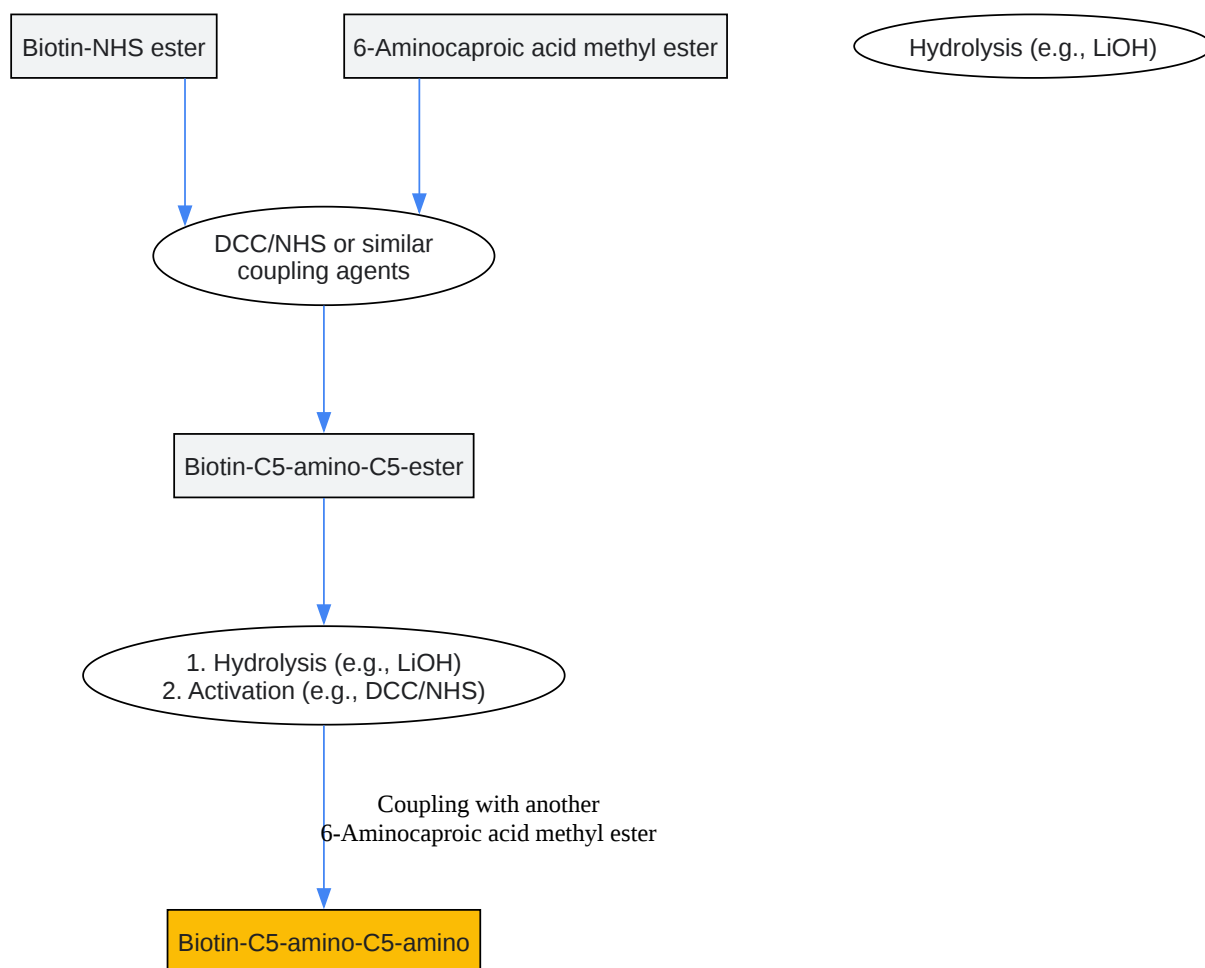 Biotin-NHS ester
6-Aminocaproic acid methyl ester
Hydrolysis (e.g., LiOH)
DCC/NHS or similar
coupling agents
Biotin-C5-amino-C5-ester
1. Hydrolysis (e.g., LiOH)
2. Activation (e.g., DCC/NHS)
Coupling with another
6-Aminocaproic acid methyl ester
Biotin-C5-amino-C5-amino